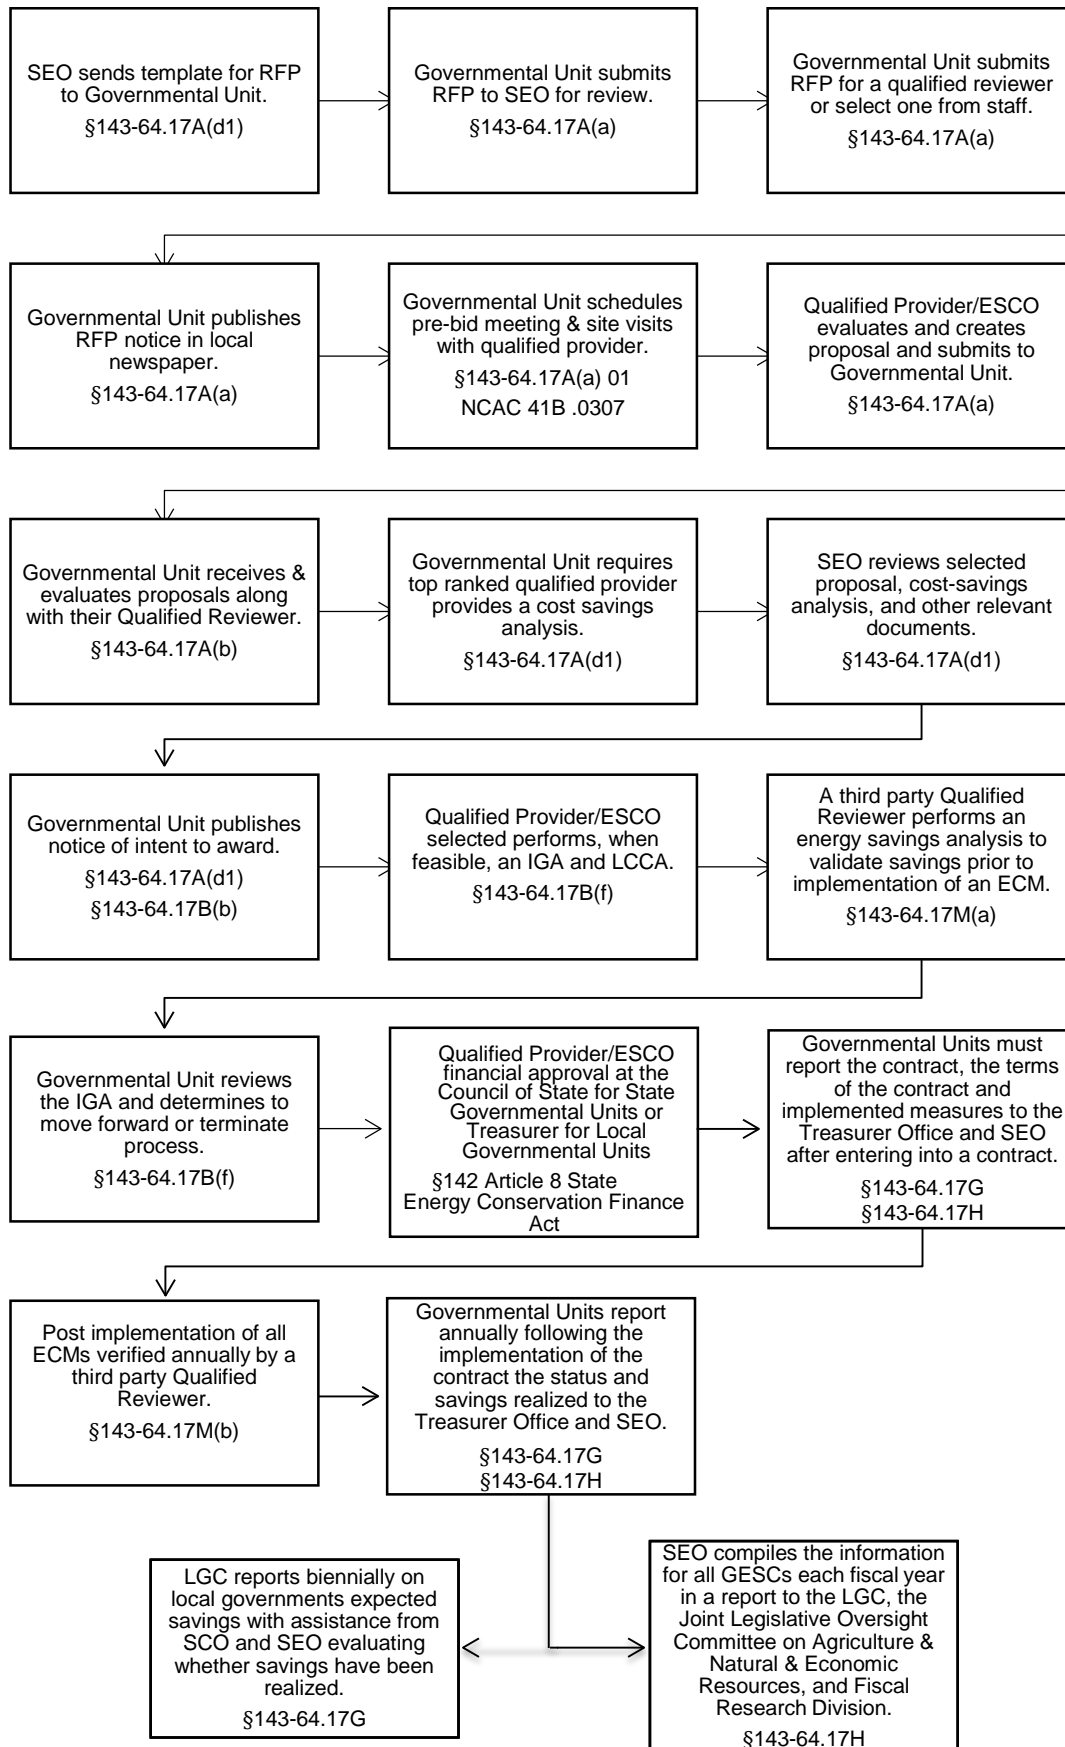 SEO sends template for RFP
to Governmental Unit.
§143-64.17A(d1)
Governmental Unit submits
RFP to SEO for review.
§143-64.17A(a)
Governmental Unit submits
RFP for a qualified reviewer
or select one from staff.
§143-64.17A(a)
Governmental Unit publishes
RFP notice in local
newspaper.
§143-64.17A(a)
Governmental Unit schedules
pre-bid meeting & site visits
with qualified provider.
§143-64.17A(a) 01
NCAC 41B .0307
Qualified Provider/ESCO
evaluates and creates
proposal and submits to
Governmental Unit.
§143-64.17A(a)
Governmental Unit receives &
evaluates proposals along
with their Qualified Reviewer.
§143-64.17A(b)
Governmental Unit requires
top ranked qualified provider
provides a cost savings
analysis.
§143-64.17A(d1)
SEO reviews selected
proposal, cost-savings
analysis, and other relevant
documents.
§143-64.17A(d1)
Governmental Unit publishes
notice of intent to award.
§143-64.17A(d1)
§143-64.17B(b)
Qualified Provider/ESCO
selected performs, when
feasible, an IGA and LCCA.
§143-64.17B(f)
A third party Qualified
Reviewer performs an
energy savings analysis to
validate savings prior to
implementation of an ECM.
§143-64.17M(a)
Governmental Unit reviews
the IGA and determines to
move forward or terminate
process.
§143-64.17B(f)
Qualified Provider/ESCO
financial approval at the
Council of State for State
Governmental Units or
Treasurer for Local
Governmental Units
§142 Article 8 State
Energy Conservation Finance
Act
Governmental Units must
report the contract, the terms
of the contract and
implemented measures to the
Treasurer Office and SEO
after entering into a contract.
§143-64.17G
§143-64.17H
Post implementation of all
ECMs verified annually by a
third party Qualified
Reviewer.
§143-64.17M(b)
Governmental Units report
annually following the
implementation of the
contract the status and
savings realized to the
Treasurer Office and SEO.
§143-64.17G
§143-64.17H
LGC reports biennially on
local governments expected
savings with assistance from
SCO and SEO evaluating
whether savings have been
realized.
§143-64.17G
SEO compiles the information
for all GESCs each fiscal year
in a report to the LGC, the
Joint Legislative Oversight
Committee on Agriculture &
Natural & Economic
Resources, and Fiscal
Research Division.
§143-64.17H